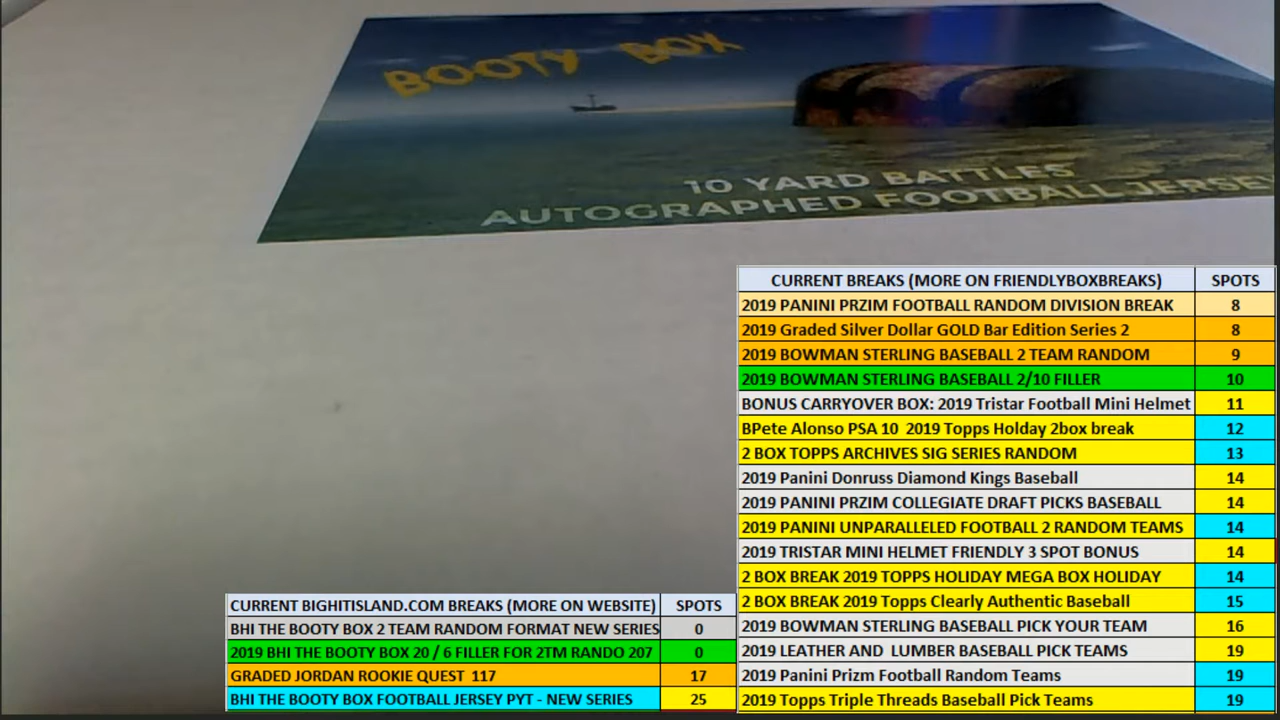 BOOTY BOX
10 YARD BATTLES
AUTOGRAPHED FOOTBALL JERSEY
CURRENT BREAKS (MORE ON FRIENDLYBOXBREAKS) SPOTS
2019 PANINI PRZIM FOOTBALL RANDOM DIVISION BREAK 8
2019 Graded Silver Dollar GOLD Bar Edition Series 2 8
2019 BOWMAN STERLING BASEBALL 2 TEAM RANDOM 9
2019 BOWMAN STERLING BASEBALL 2/10 FILLER 10
BONUS CARRYOVER BOX: 2019 Tristar Football Mini Helmet 11
BPete Alonso PSA 10 2019 Topps Holday 2box break 12
2 BOX TOPPS ARCHIVES SIG SERIES RANDOM 13
2019 Panini Donruss Diamond Kings Baseball 14
2019 PANINI PRZIM COLLEGIATE DRAFT PICKS BASEBALL 14
2019 PANINI UNPARALLELED FOOTBALL 2 RANDOM TEAMS 14
2019 TRISTAR MINI HELMET FRIENDLY 3 SPOT BONUS 14
2 BOX BREAK 2019 TOPPS HOLIDAY MEGA BOX HOLIDAY 14
2 BOX BREAK 2019 Topps Clearly Authentic Baseball 15
2019 BOWMAN STERLING BASEBALL PICK YOUR TEAM 16
2019 LEATHER AND LUMBER BASEBALL PICK TEAMS 19
2019 Panini Prizm Football Random Teams 19
2019 Topps Triple Threads Baseball Pick Teams 19
CURRENT BIGHITISLAND.COM BREAKS (MORE ON WEBSITE) SPOTS
BHI THE BOOTY BOX 2 TEAM RANDOM FORMAT NEW SERIES 0
2019 BHI THE BOOTY BOX 20 / 6 FILLER FOR 2TM RANDO 207 0
GRADED JORDAN ROOKIE QUEST 117 17
BHI THE BOOTY BOX FOOTBALL JERSEY PYT - NEW SERIES 25